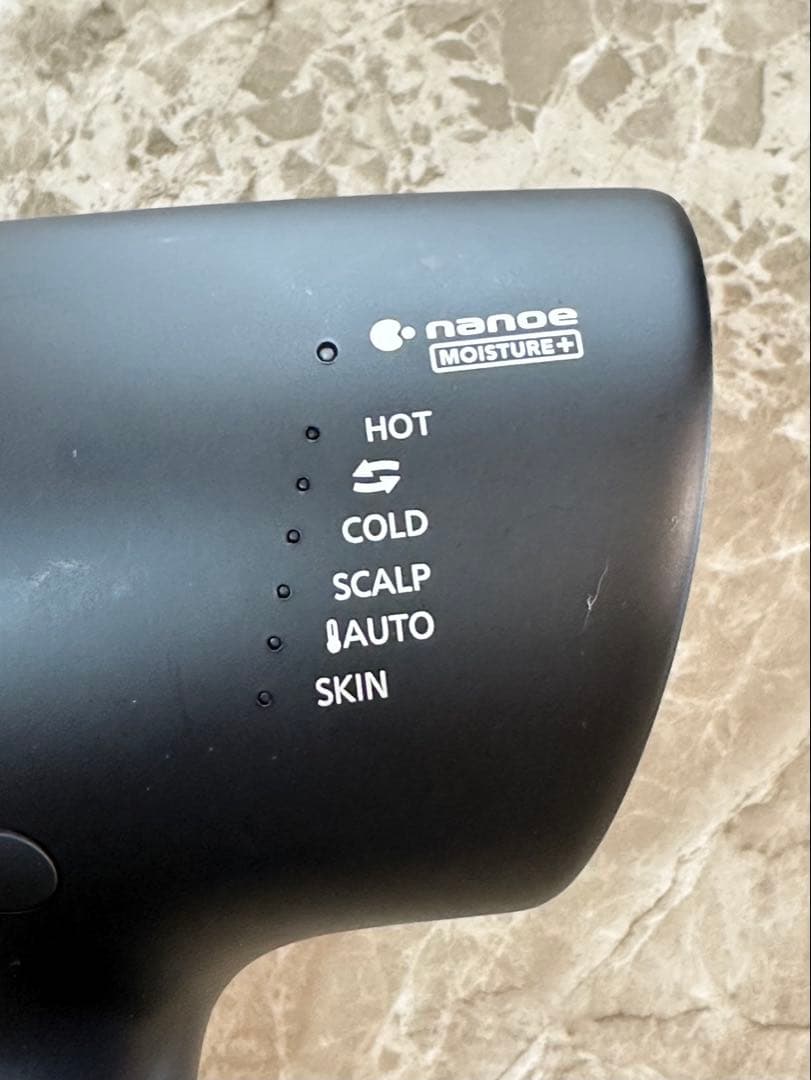 nanoe
MOISTURE+
HOT
COLD
SCALP
AUTO
SKIN